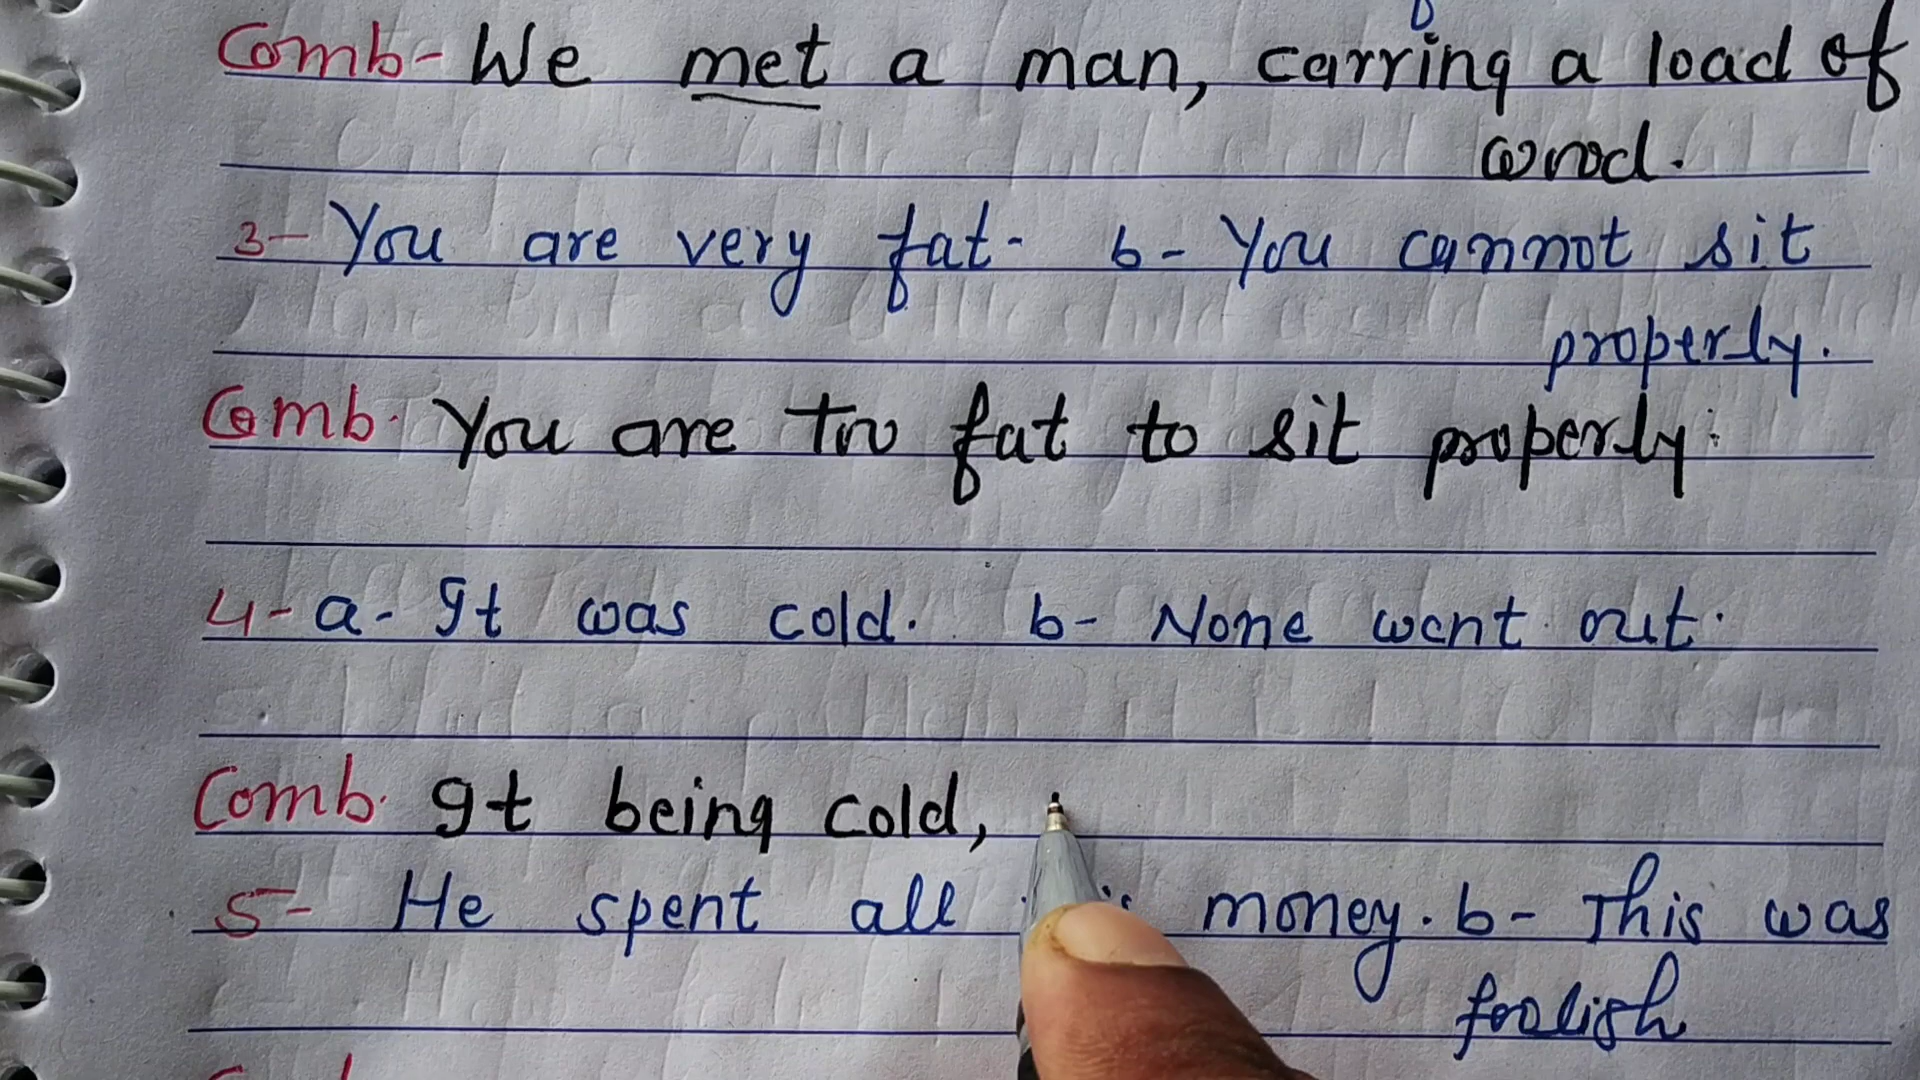 Comb- We met a man, carring a load of
wood.
3- You are very fat- b- You cannot sit
properly.
Comb. You are too fat to sit properly.
4- a- It was cold. b- None went out.
Comb. It being cold,
5- He spent all money. b- This was
foolish